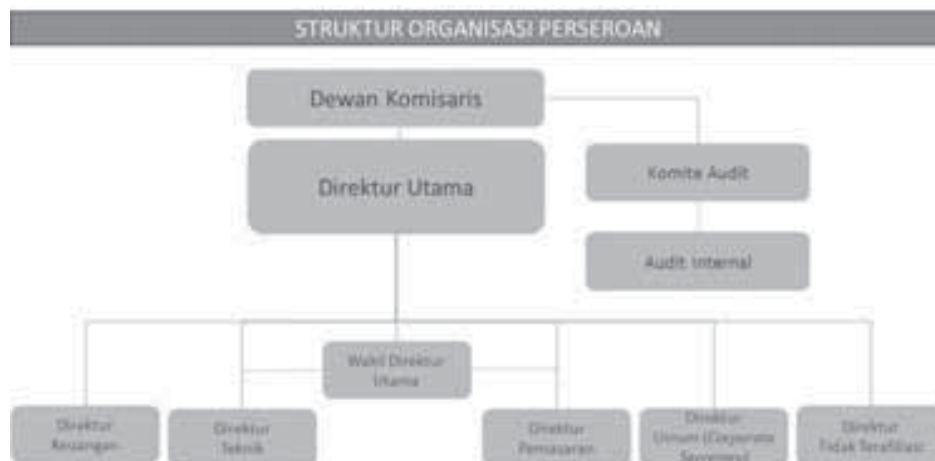 STRUKTUR ORGANISASI PERSEROAN
Dewan Komisaris
Direktur Utama
Komite Audit
Audit Internal
Wakil Direktur
Utama
Direktur
Keuangan
Direktur
Teknik
Direktur
Pemasaran
Direktur
Umum (Corporate
Secretary)
Direktur
Tidak Terafiliasi